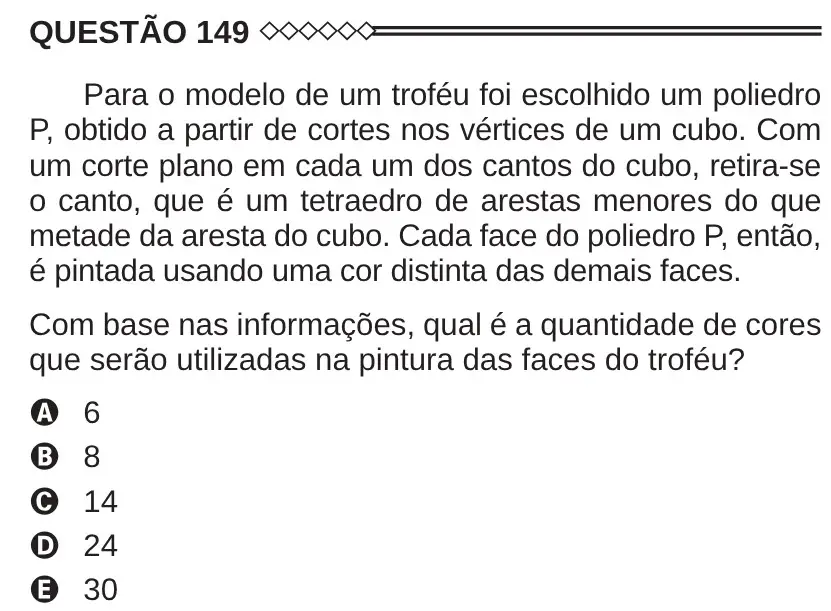 QUESTÃO 149
Para o modelo de um troféu foi escolhido um poliedro
P, obtido a partir de cortes nos vértices de um cubo. Com
um corte plano em cada um dos cantos do cubo, retira-se
o canto, que é um tetraedro de arestas menores do que
metade da aresta do cubo. Cada face do poliedro P, então,
é pintada usando uma cor distinta das demais faces.
Com base nas informações, qual é a quantidade de cores
que serão utilizadas na pintura das faces do troféu?
A 6
B 8
C 14
D 24
E 30